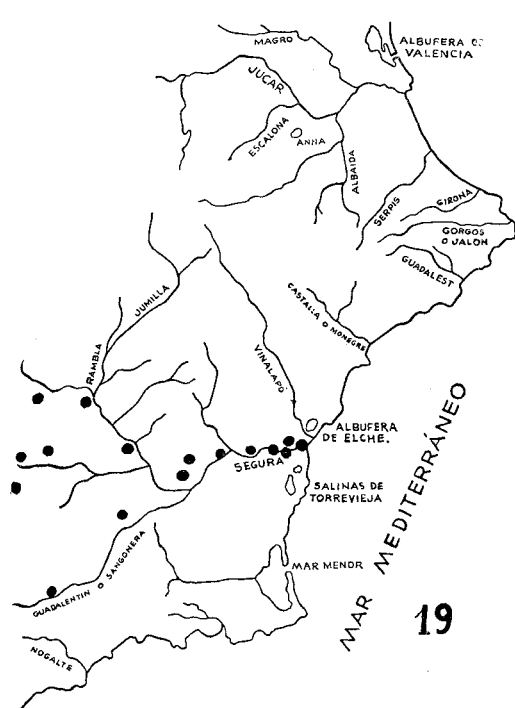 MAGRO
ALBUFERA DE
VALENCIA
JUCAR
ESCALONA
ANNA
ALBAIDA
SERPIS
GIRONA
GORGOS
O JALON
GUADALEST
JUMILLA
CASTALLA O MONEGRE
RAMBLA
VINALAPÓ
ALBUFERA
DE ELCHE.
SEGURA
SALINAS DE
TORREVIEJA
MAR MEDITERRÁNEO
MAR MENOR
GUADALENTIN O SANGONERA
19
NOGALTE